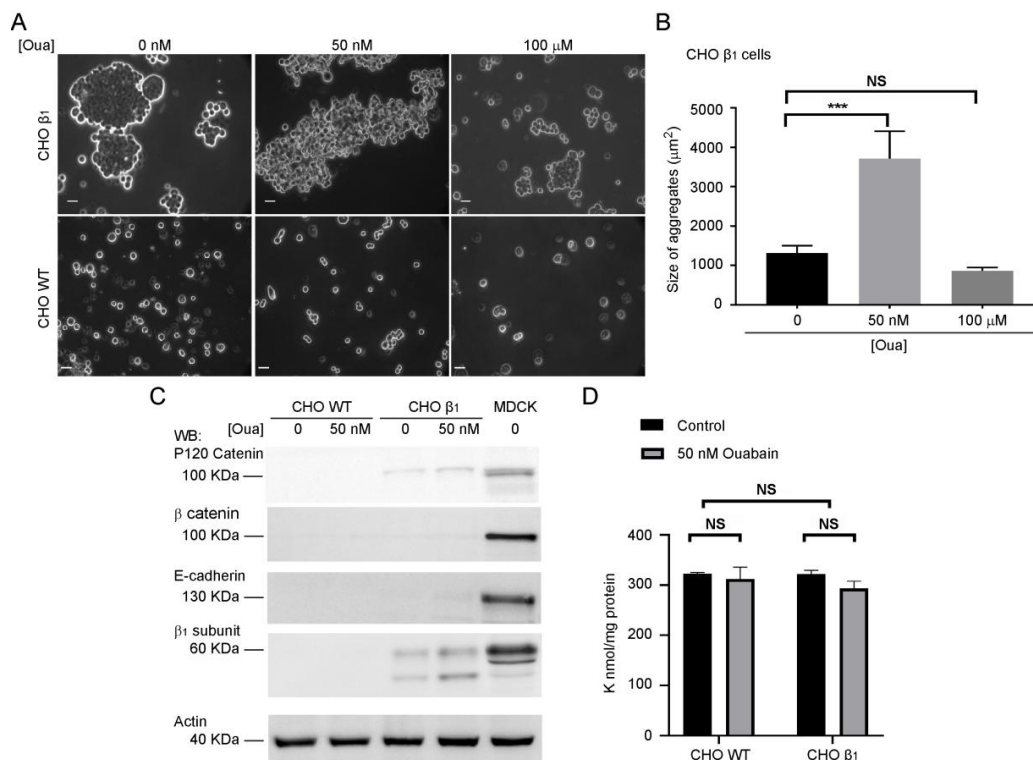 A
[Oua] 0 nM 50 nM 100 μM
CHO β1
CHO WT
B
CHO β1 cells
NS
***
5000
4000
3000
2000
1000
0
Size of aggregates (μm²)
0 50 nM 100 μM
[Oua]
C
CHO WT CHO β1 MDCK
WB: [Oua] 0 50 nM 0 50 nM 0
P120 Catenin
100 KDa
β catenin
100 KDa
E-cadherin
130 KDa
β1 subunit
60 KDa
Actin
40 KDa
D
Control
50 nM Ouabain
NS
NS NS
400
300
200
100
0
K nmol/mg protein
CHO WT CHO β1